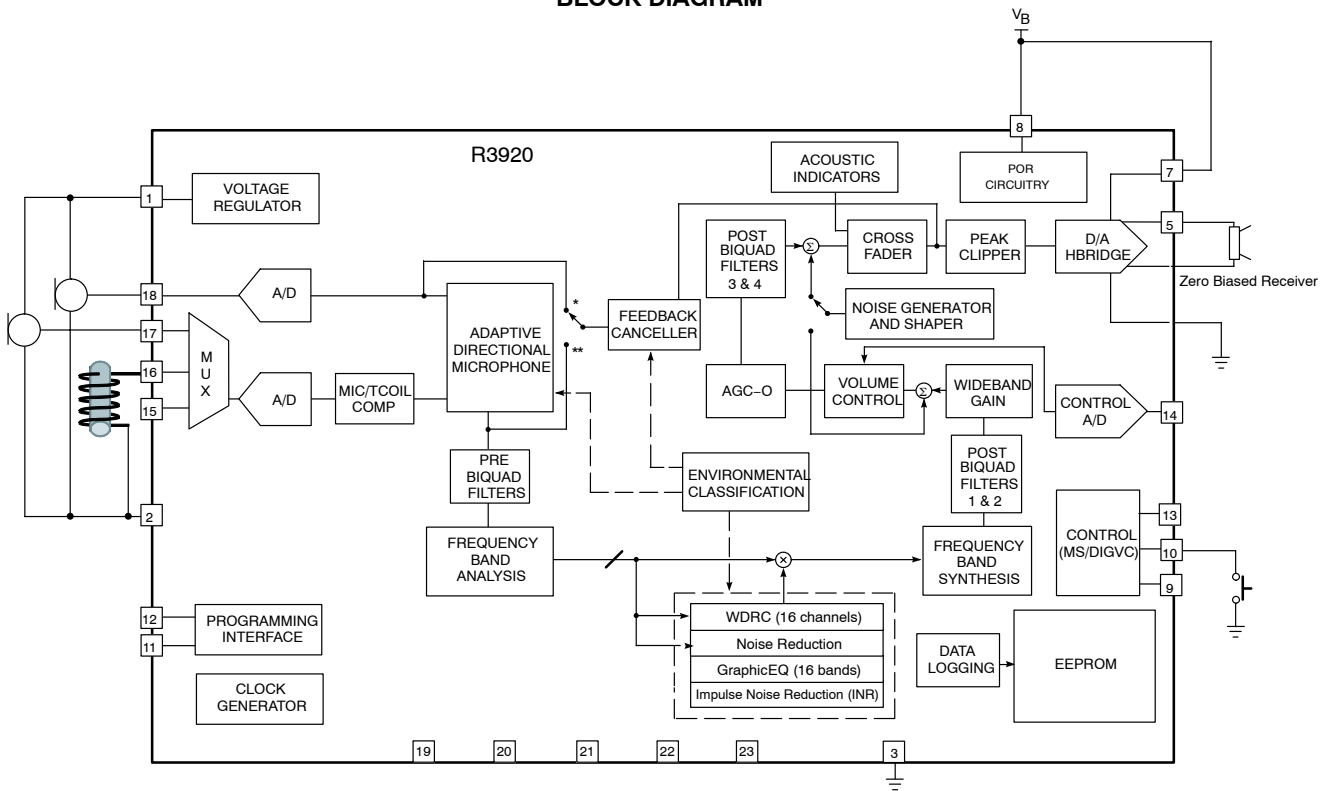 BLOCK DIAGRAM
VB
8
R3920
ACOUSTIC
INDICATORS
POR
CIRCUITRY
7
1
VOLTAGE
REGULATOR
POST
BIQUAD
FILTERS
3 & 4
Σ
CROSS
FADER
PEAK
CLIPPER
D/A
HBRIDGE
5
Zero Biased Receiver
18
A/D
*
FEEDBACK
CANCELLER
NOISE GENERATOR
AND SHAPER
17
ADAPTIVE
DIRECTIONAL
MICROPHONE
**
16
MUX
15
A/D
MIC/TCOIL
COMP
AGC−O
VOLUME
CONTROL
Σ
WIDEBAND
GAIN
CONTROL
A/D
14
PRE
BIQUAD
FILTERS
ENVIRONMENTAL
CLASSIFICATION
POST
BIQUAD
FILTERS
1 & 2
2
13
FREQUENCY
BAND
ANALYSIS
×
FREQUENCY
BAND
SYNTHESIS
CONTROL
(MS/DIGVC)
10
9
12
11
PROGRAMMING
INTERFACE
WDRC (16 channels)
Noise Reduction
GraphicEQ (16 bands)
Impulse Noise Reduction (INR)
DATA
LOGGING
EEPROM
CLOCK
GENERATOR
19
20
21
22
23
3